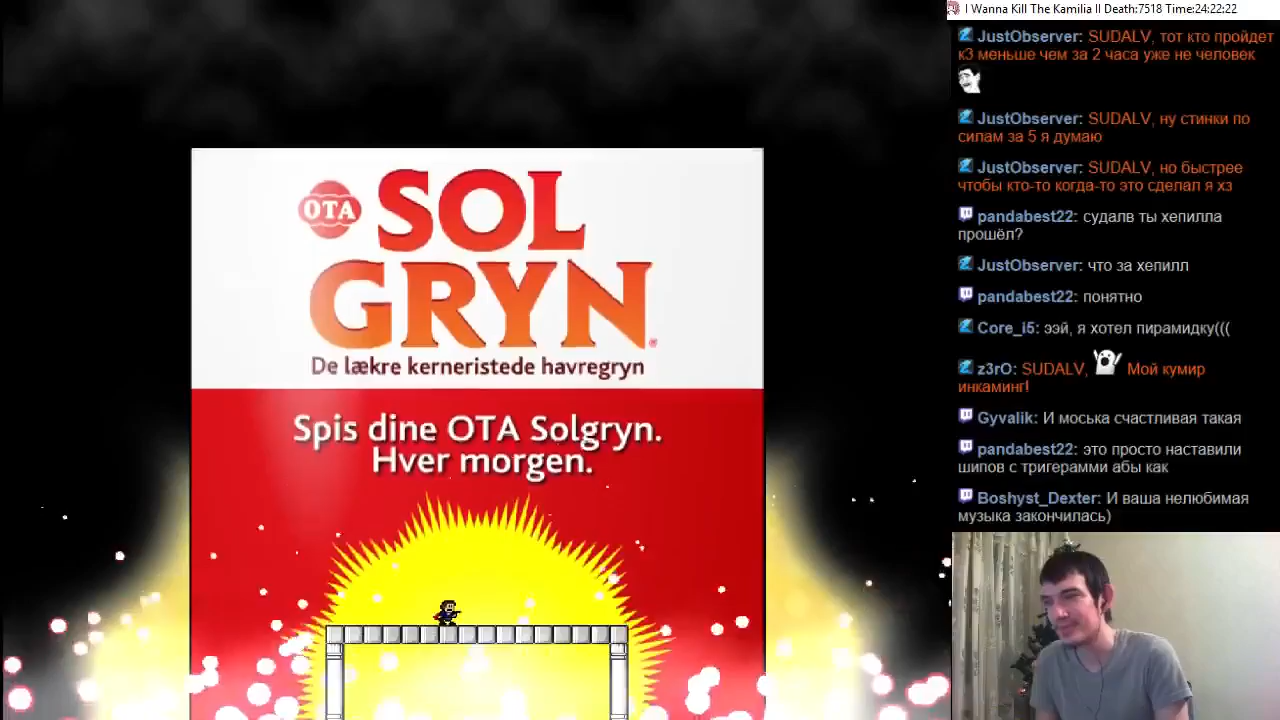 I Wanna Kill The Kamilia II Death:7518 Time:24:22:22
JustObserver: SUDALV, тот кто пройдет
к3 меньше чем за 2 часа уже не человек
JustObserver: SUDALV, ну стинки по
силам за 5 я думаю
JustObserver: SUDALV, но быстрее
чтобы кто-то когда-то это сделал я хз
pandabest22: судалв ты хепилла
прошёл?
JustObserver: что за хепилл
pandabest22: понятно
Core_i5: ээй, я хотел пирамидку(((
z3rO: SUDALV, Мой кумир
инкаминг!
Gyvalik: И моська счастливая такая
pandabest22: это просто наставили
шипов с тригерамми абы как
Boshyst_Dexter: И ваша нелюбимая
музыка закончилась)
OTA
SOL
GRYN®
De lækre kerneristede havregryn
Spis dine OTA Solgryn.
Hver morgen.